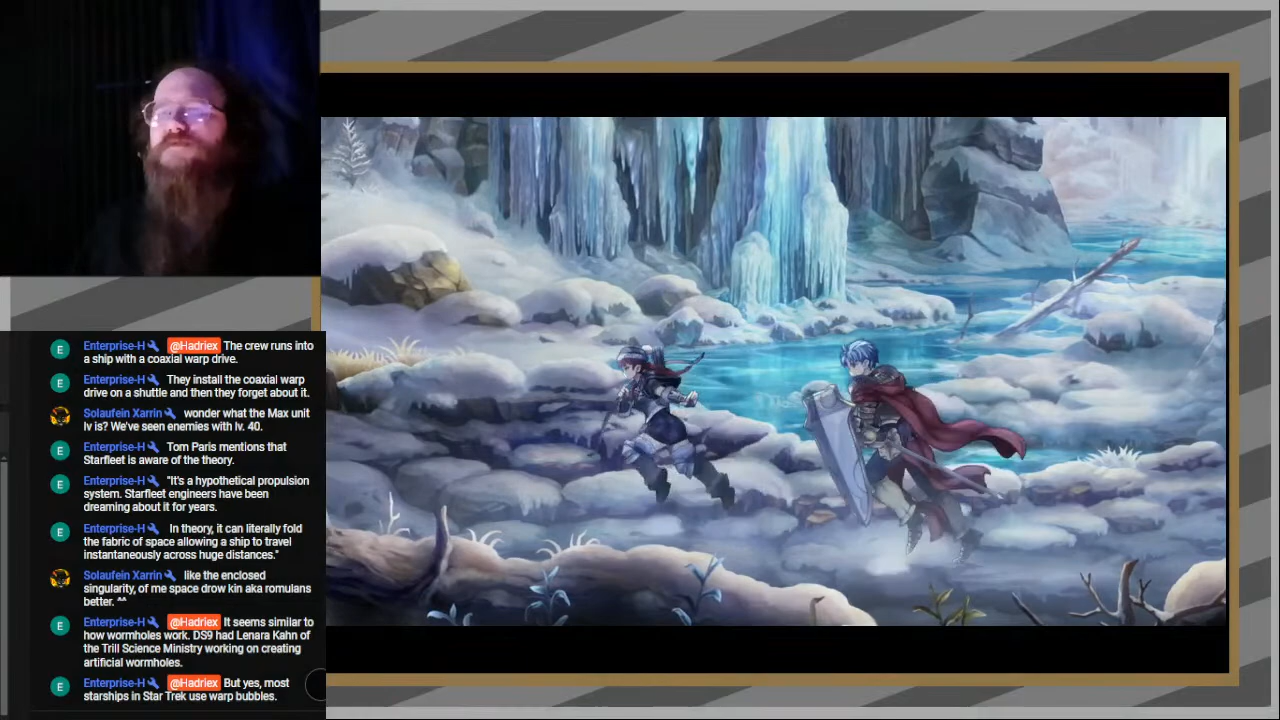 E Enterprise-H @Hadriex The crew runs into
a ship with a coaxial warp drive.
E Enterprise-H They install the coaxial warp
drive on a shuttle and then they forget about it.
Solaufein Xarrin wonder what the Max unit
lv is? We've seen enemies with lv. 40.
E Enterprise-H Tom Paris mentions that
Starfleet is aware of the theory.
E Enterprise-H "It's a hypothetical propulsion
system. Starfleet engineers have been
dreaming about it for years.
E Enterprise-H In theory, it can literally fold
the fabric of space allowing a ship to travel
instantaneously across huge distances."
Solaufein Xarrin like the enclosed
singularity, of me space drow kin aka romulans
better. ^^
E Enterprise-H @Hadriex It seems similar to
how wormholes work. DS9 had Lenara Kahn of
the Trill Science Ministry working on creating
artificial wormholes.
E Enterprise-H @Hadriex But yes, most
starships in Star Trek use warp bubbles.